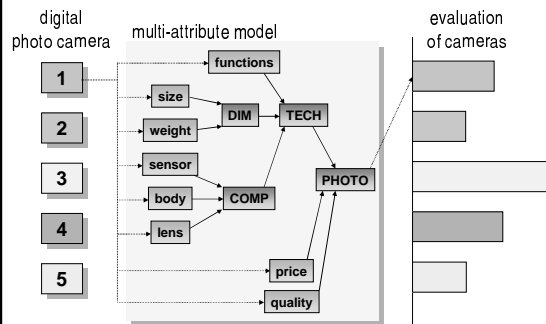 digital
photo camera
multi-attribute model
evaluation
of cameras
functions
1
size
DIM
TECH
2
weight
sensor
3
PHOTO
body
COMP
4
lens
5
price
quality